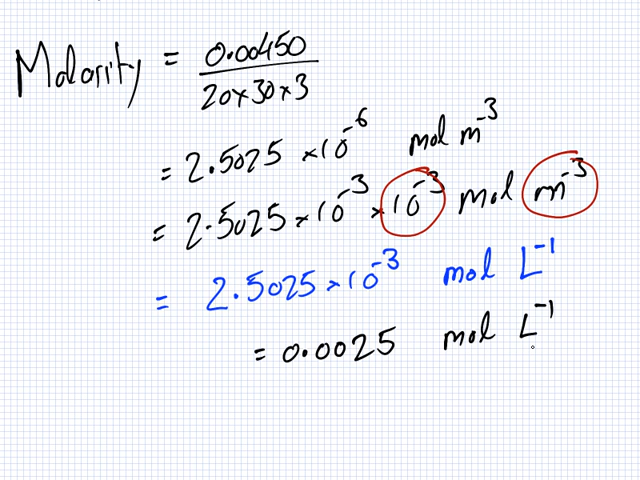 Molarity = 0.00450 / 20 × 30 × 3
= 2.5025 × 10⁻⁶ mol m⁻³
= 2.5025 × 10⁻³ × 10⁻³ mol m⁻³
= 2.5025 × 10⁻³ mol L⁻¹
= 0.0025 mol L⁻¹